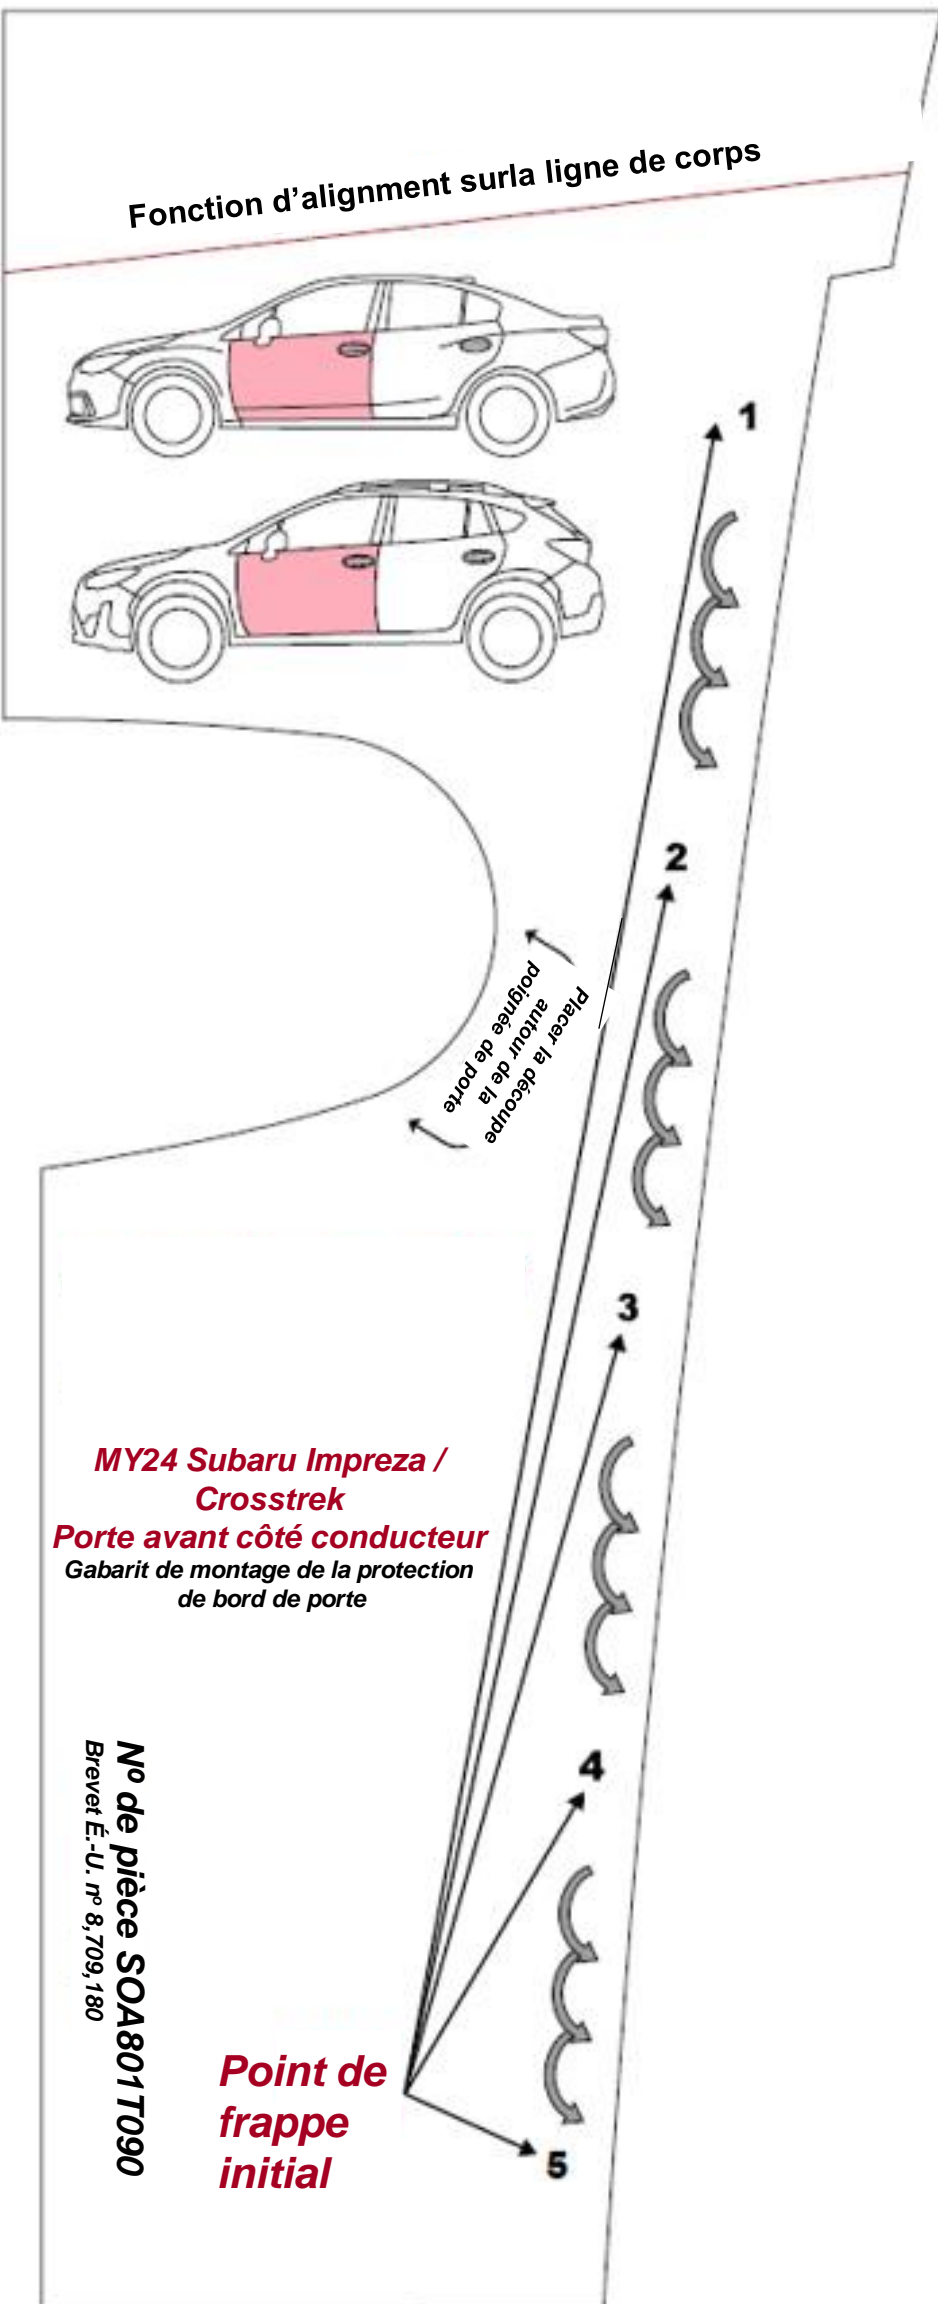 Fonction d’alignment surla ligne de corps
1
2
Placer la découpe
autour de la
poignée de porte
3
MY24 Subaru Impreza /
Crosstrek
Porte avant côté conducteur
Gabarit de montage de la protection
de bord de porte
4
Nº de pièce SOA801T090
Brevet É.-U. nº 8,709,180
Point de
frappe
initial
5